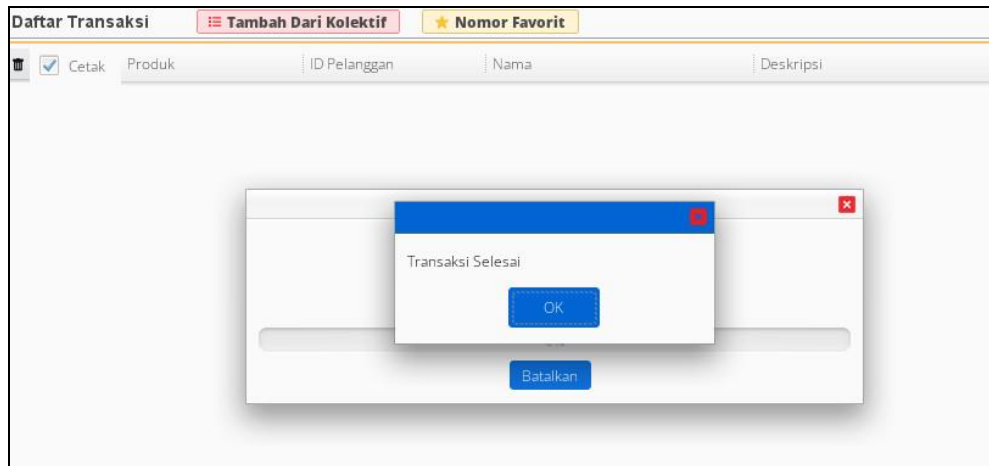 Daftar Transaksi Tambah Dari Kolektif Nomor Favorit
Cetak Produk ID Pelanggan Nama Deskripsi
Transaksi Selesai
OK
Batalkan